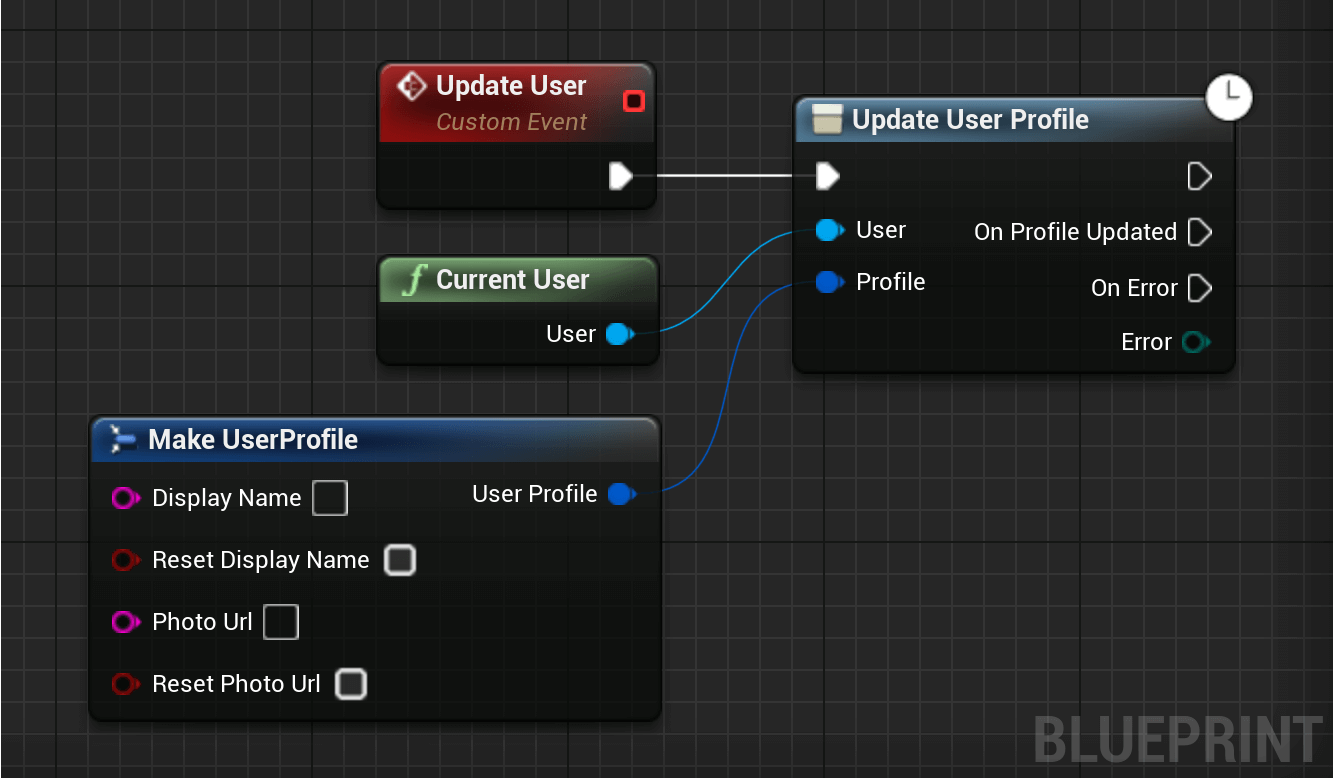 Update User
Custom Event
Update User Profile
User
On Profile Updated
Profile
On Error
Error
Current User
User
Make UserProfile
Display Name
User Profile
Reset Display Name
Photo Url
Reset Photo Url
BLUEPRINT